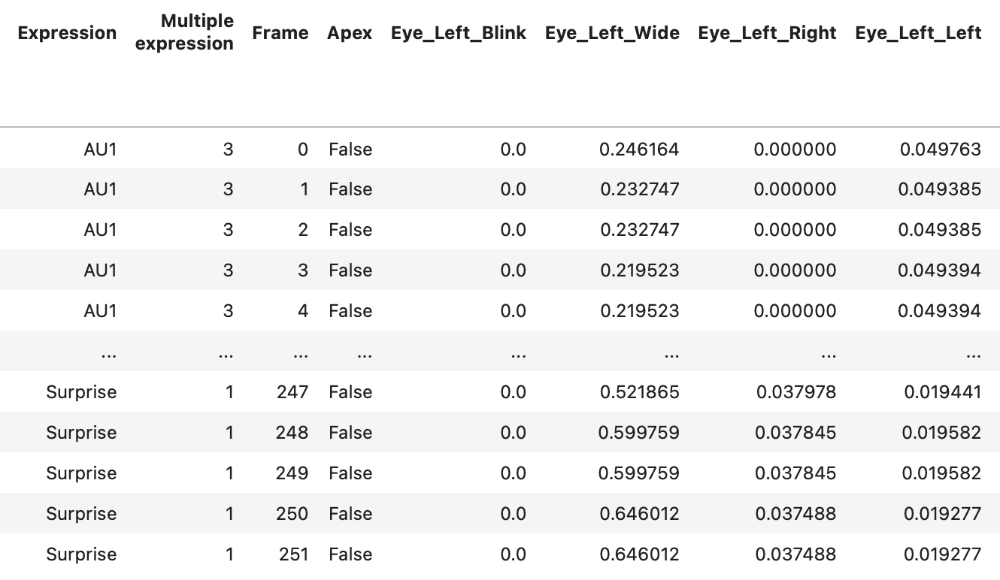 Expression Multiple expression Frame Apex Eye_Left_Blink Eye_Left_Wide Eye_Left_Right Eye_Left_Left
AU1 3 0 False 0.0 0.246164 0.000000 0.049763
AU1 3 1 False 0.0 0.232747 0.000000 0.049385
AU1 3 2 False 0.0 0.232747 0.000000 0.049385
AU1 3 3 False 0.0 0.219523 0.000000 0.049394
AU1 3 4 False 0.0 0.219523 0.000000 0.049394
... ... ... ... ... ... ... ...
Surprise 1 247 False 0.0 0.521865 0.037978 0.019441
Surprise 1 248 False 0.0 0.599759 0.037845 0.019582
Surprise 1 249 False 0.0 0.599759 0.037845 0.019582
Surprise 1 250 False 0.0 0.646012 0.037488 0.019277
Surprise 1 251 False 0.0 0.646012 0.037488 0.019277